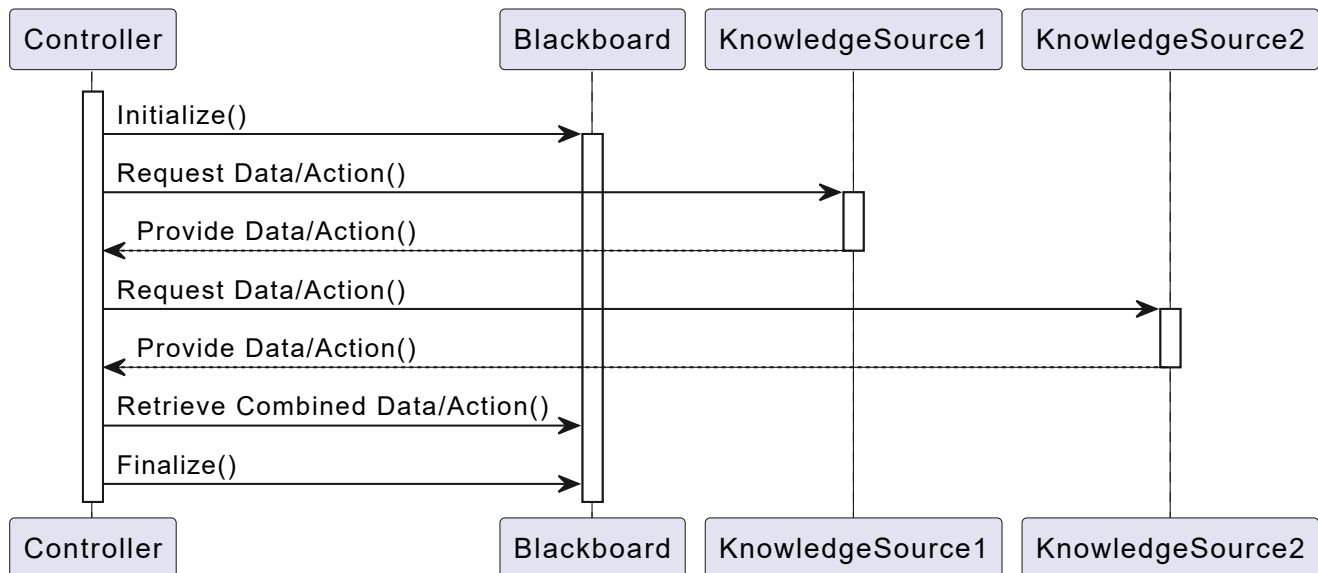 Controller
Blackboard
KnowledgeSource1
KnowledgeSource2
Initialize()
Request Data/Action()
Provide Data/Action()
Request Data/Action()
Provide Data/Action()
Retrieve Combined Data/Action()
Finalize()
Controller
Blackboard
KnowledgeSource1
KnowledgeSource2